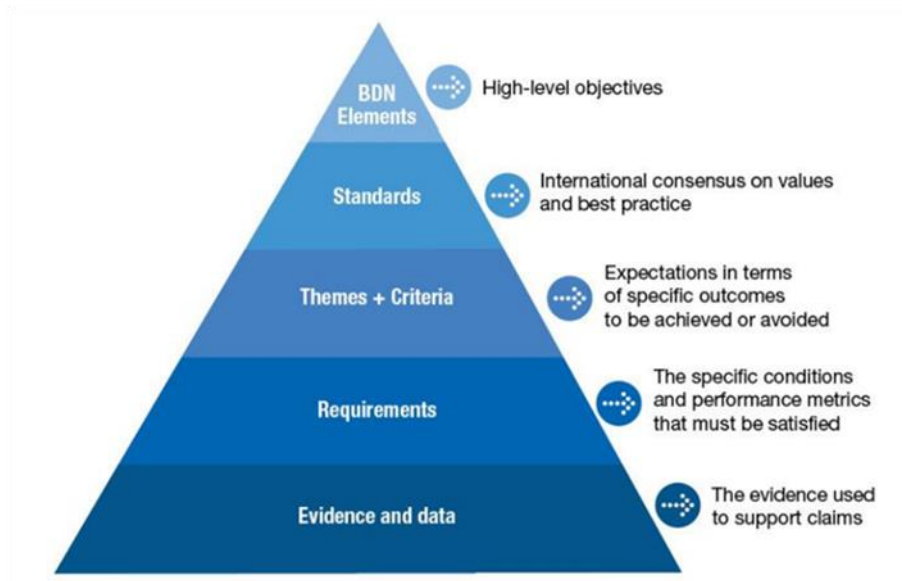 BDN
Elements
High-level objectives
Standards
International consensus on values
and best practice
Themes + Criteria
Expectations in terms
of specific outcomes
to be achieved or avoided
Requirements
The specific conditions
and performance metrics
that must be satisfied
Evidence and data
The evidence used
to support claims